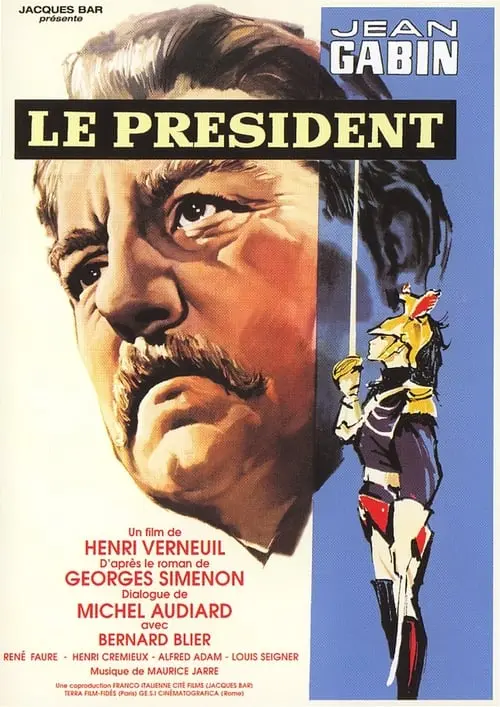 JACQUES BAR
présente
JEAN
GABIN
LE PRESIDENT
Un film de
HENRI VERNEUIL
D'après le roman de
GEORGES SIMENON
Dialogue de
MICHEL AUDIARD
avec
BERNARD BLIER
RENÉ FAURE - HENRI CREMIEUX - ALFRED ADAM - LOUIS SEIGNER
Musique de MAURICE JARRE
Une coproduction FRANCO ITALIENNE CITÉ FILMS (JACQUES BAR)
TERRA FILM-FIDÈS (Paris) GE.S.I CINÉMATOGRAFICA (Rome)